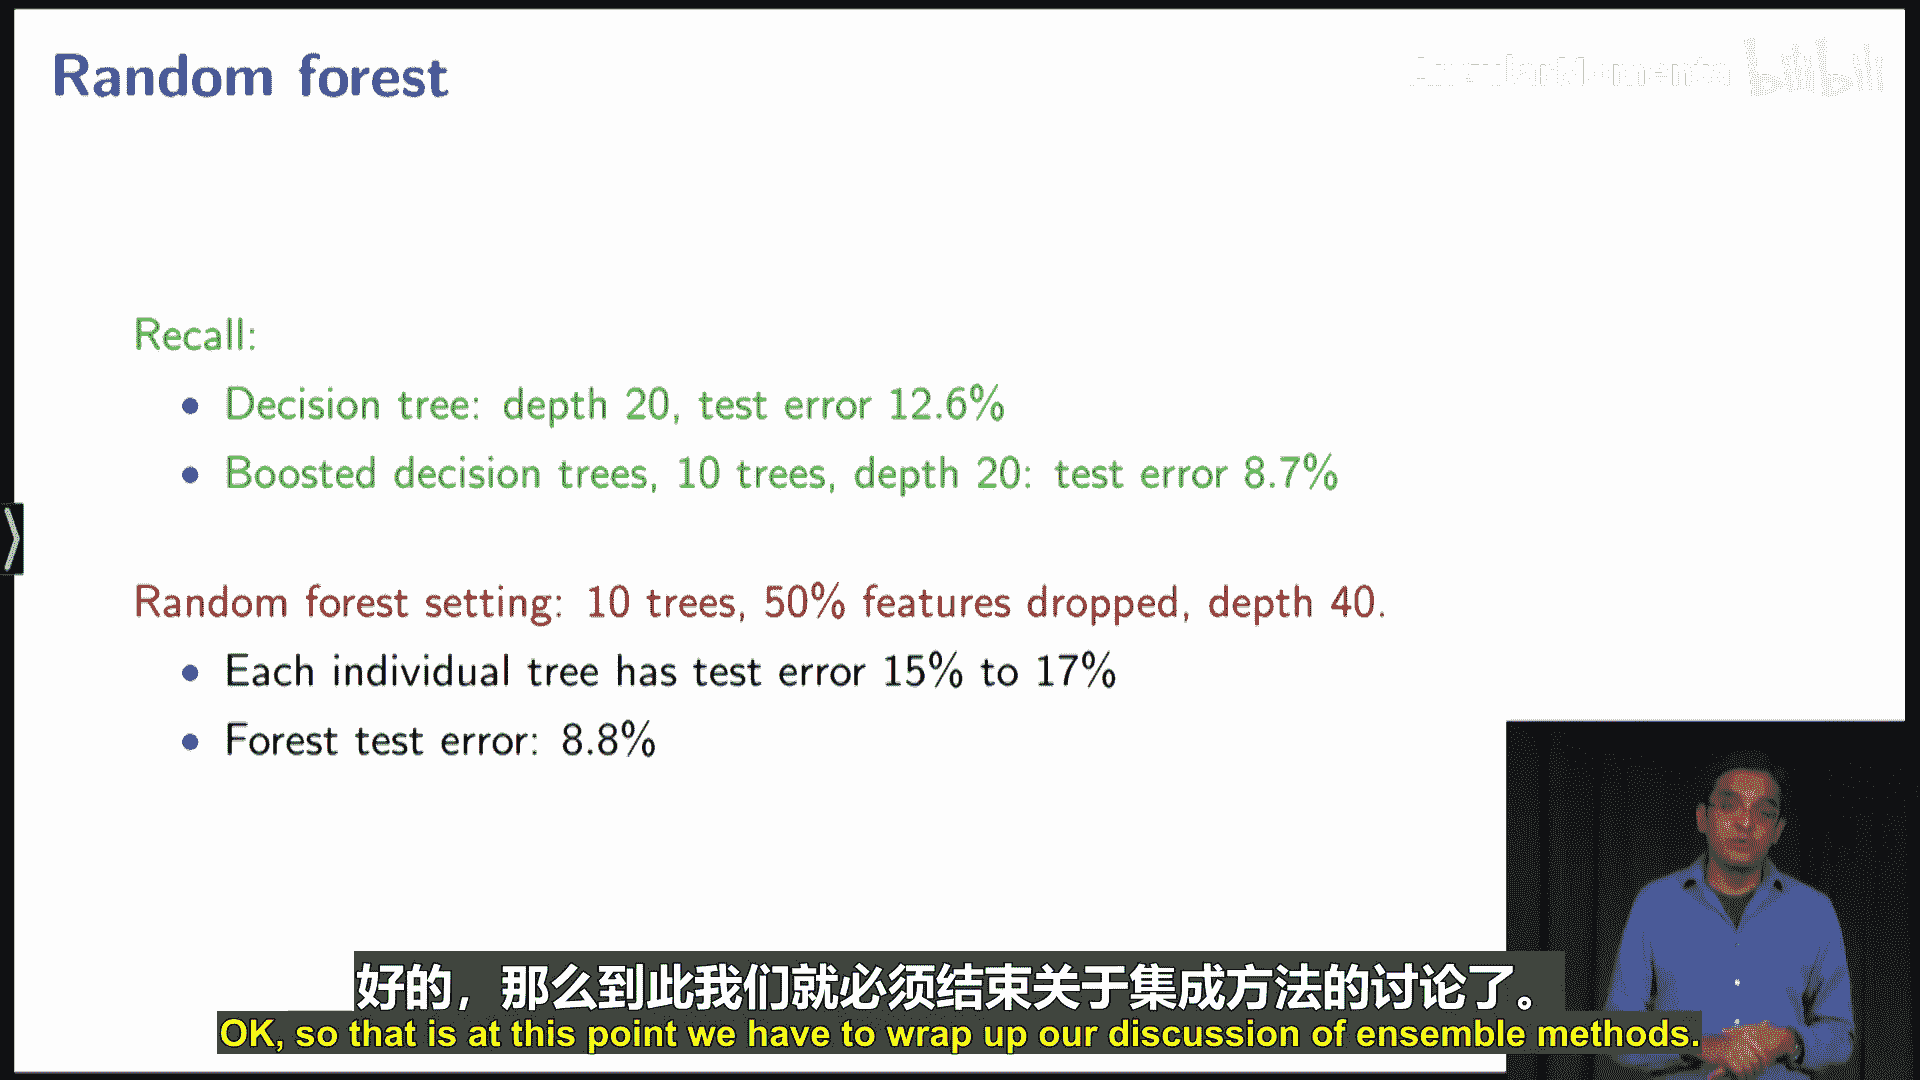 Random forest
bilibili
Recall:
• Decision tree: depth 20, test error 12.6%
• Boosted decision trees, 10 trees, depth 20: test error 8.7%
Random forest setting: 10 trees, 50% features dropped, depth 40.
• Each individual tree has test error 15% to 17%
• Forest test error: 8.8%
好的，那么到此我们就必须结束关于集成方法的讨论了。
OK, so that is at this point we have to wrap up our discussion of ensemble methods.